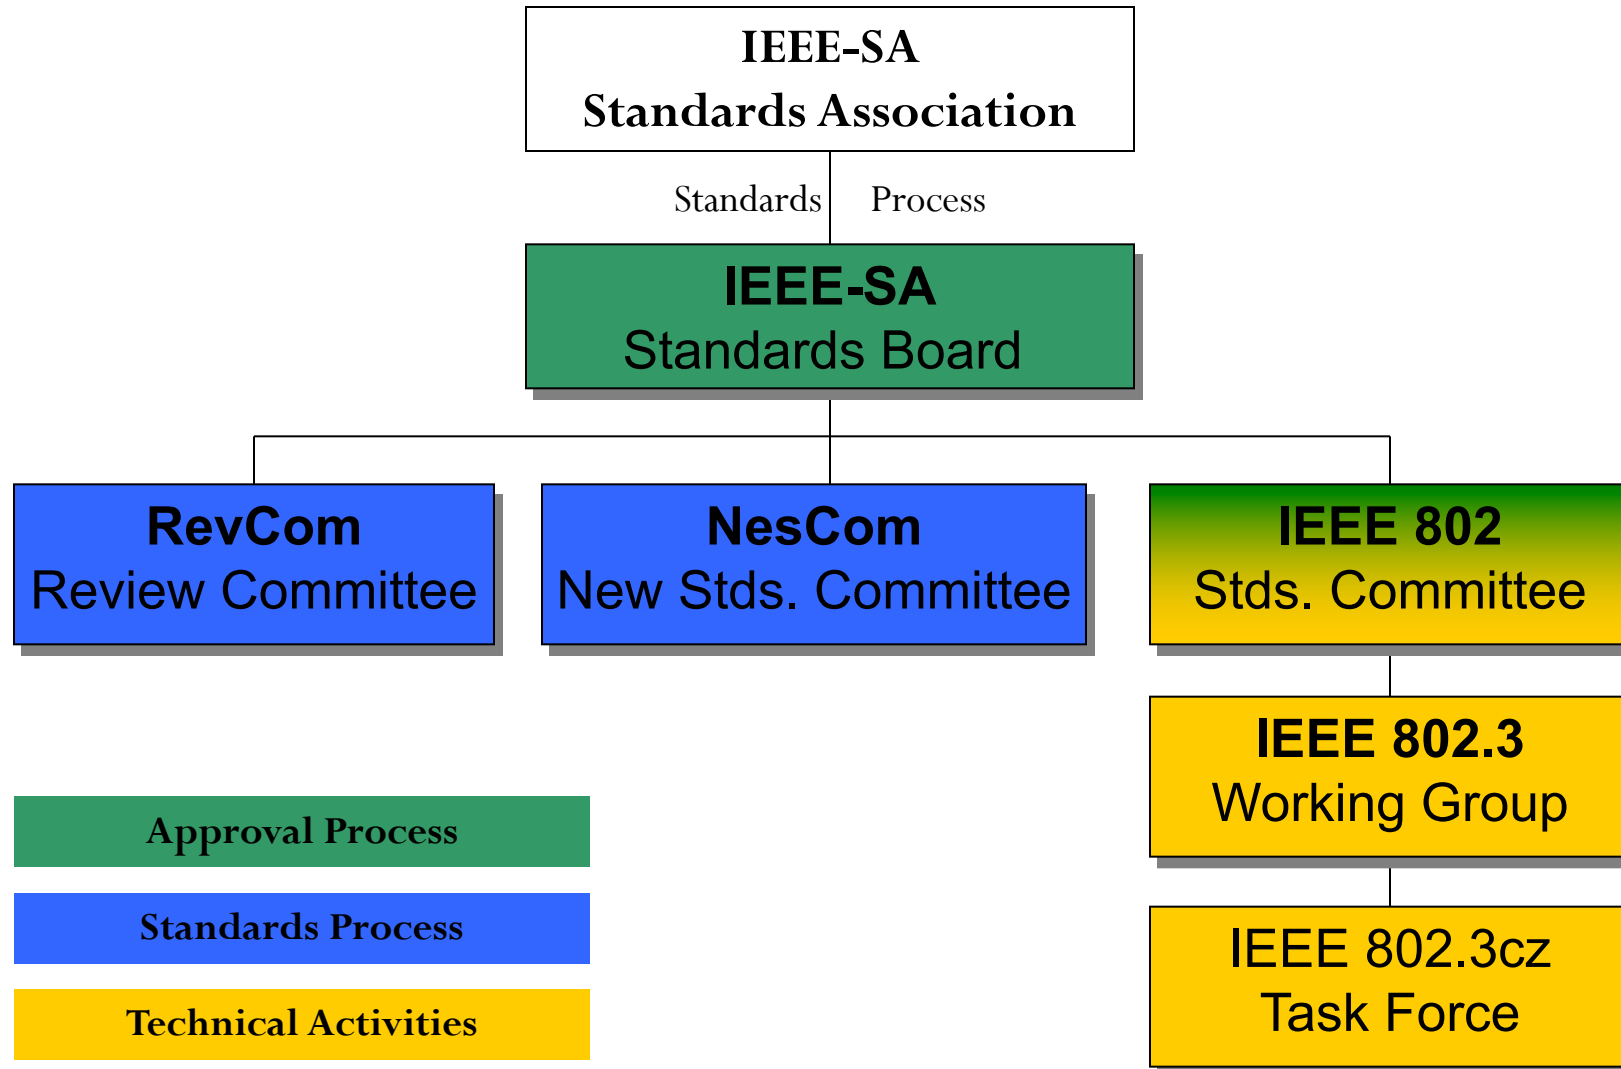 IEEE-SA
Standards Association
Standards Process
IEEE-SA
Standards Board
RevCom
Review Committee
NesCom
New Stds. Committee
IEEE 802
Stds. Committee
IEEE 802.3
Working Group
IEEE 802.3cz
Task Force
Approval Process
Standards Process
Technical Activities